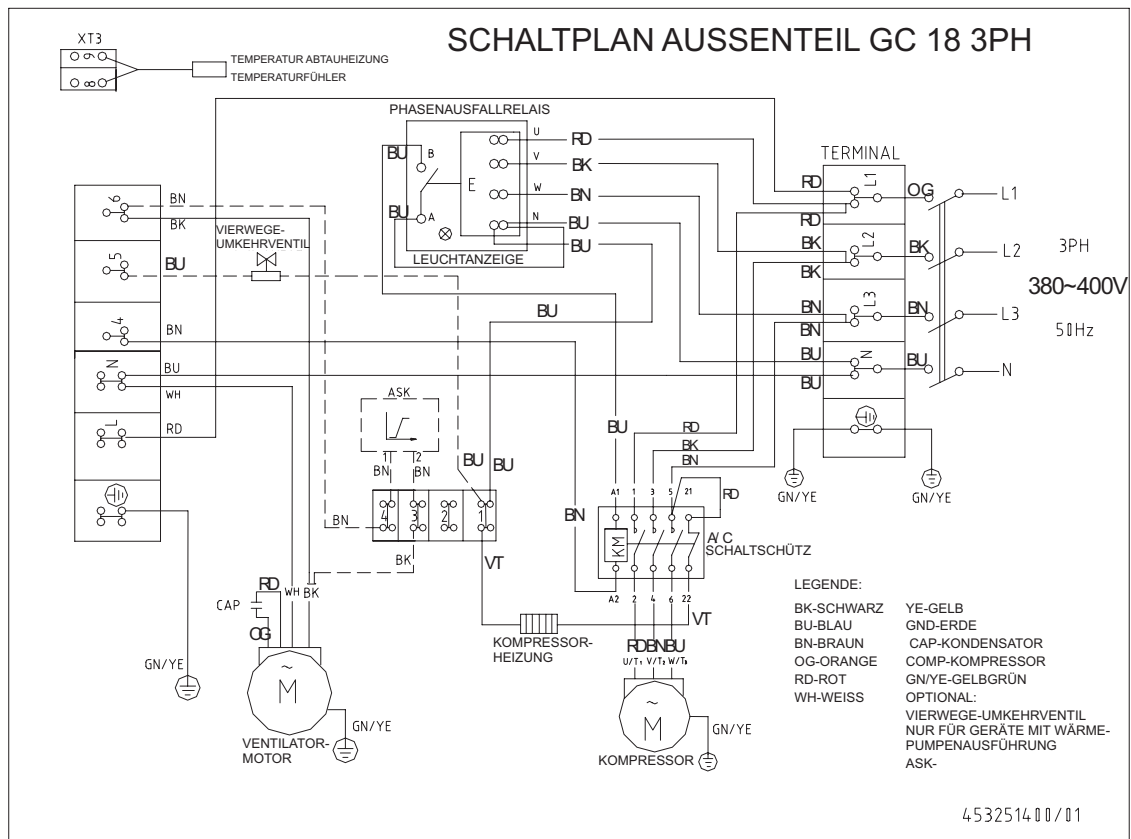 SCHALTPLAN AUSSENTEIL GC 18 3PH
XT3
9
8
TEMPERATUR ABTAUHEIZUNG
TEMPERATURFÜHLER
PHASENAUSFALLRELAIS
U
RD
V
BK
W
BN
N
BU
BU
E
BU
B
BU
A
LEUCHTANZEIGE
TERMINAL
RD
L1
OG
L1
RD
BK
L2
BK
L2
BK
BN
L3
BN
L3
BN
BU
N
BU
N
BU
3PH
380~400V
50Hz
GN/YE
GN/YE
6
BN
BK
5
BU
VIERWEGE-
UMKEHRVENTIL
4
BN
N
BU
WH
L
RD
BU
ASK
1
2
BN
BN
BU
BU
BN
4
3
2
1
BK
VT
BU
BN
RD
BK
BN
A1
1
3
5
21
RD
KM
A/C
SCHALTSCHÜTZ
A2
2
4
6
22
VT
KOMPRESSOR-
HEIZUNG
RD
BN
BU
U/T1
V/T2
W/T3
~
M
GN/YE
KOMPRESSOR
CAP
RD
OG
WH
BK
~
M
GN/YE
GN/YE
VENTILATOR-
MOTOR
LEGENDE:
BK-SCHWARZ YE-GELB
BU-BLAU GND-ERDE
BN-BRAUN CAP-KONDENSATOR
OG-ORANGE COMP-KOMPRESSOR
RD-ROT GN/YE-GELBGRÜN
WH-WEISS OPTIONAL:
VIERWEGE-UMKEHRVENTIL
NUR FÜR GERÄTE MIT WÄRME-
PUMPENAUSFÜHRUNG
ASK-
453251400/01